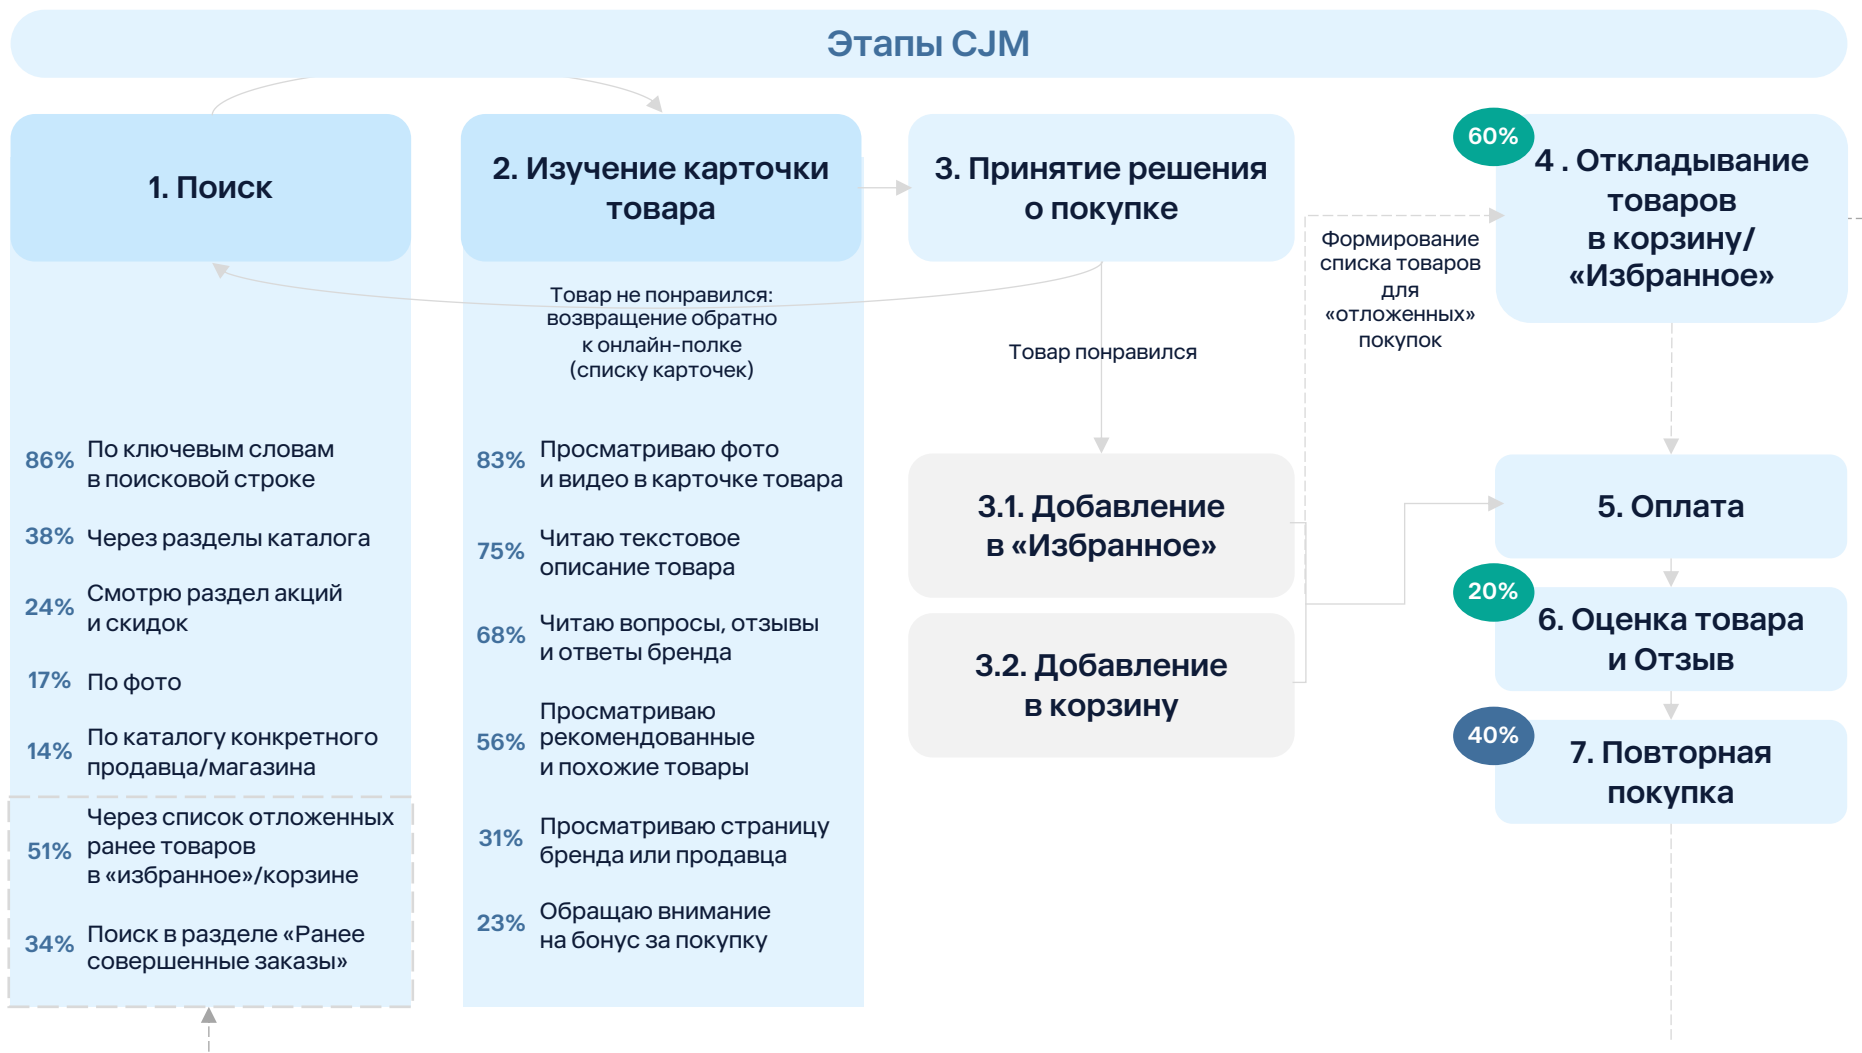 Этапы CJM
1. Поиск
86%
По ключевым словам
в поисковой строке
38%
Через разделы каталога
24%
Смотрю раздел акций
и скидок
17%
По фото
14%
По каталогу конкретного
продавца/магазина
51%
Через список отложенных
ранее товаров
в «избранное»/корзине
34%
Поиск в разделе «Ранее
совершенные заказы»
2. Изучение карточки
товара
Товар не понравился:
возвращение обратно
к онлайн-полке
(списку карточек)
83%
Просматриваю фото
и видео в карточке товара
75%
Читаю текстовое
описание товара
68%
Читаю вопросы, отзывы
и ответы бренда
56%
Просматриваю
рекомендованные
и похожие товары
31%
Просматриваю страницу
бренда или продавца
23%
Обращаю внимание
на бонус за покупку
3. Принятие решения
о покупке
Товар понравился
3.1. Добавление
в «Избранное»
3.2. Добавление
в корзину
Формирование
списка товаров
для
«отложенных»
покупок
60%
4 . Откладывание
товаров
в корзину/
«Избранное»
5. Оплата
20%
6. Оценка товара
и Отзыв
40%
7. Повторная
покупка